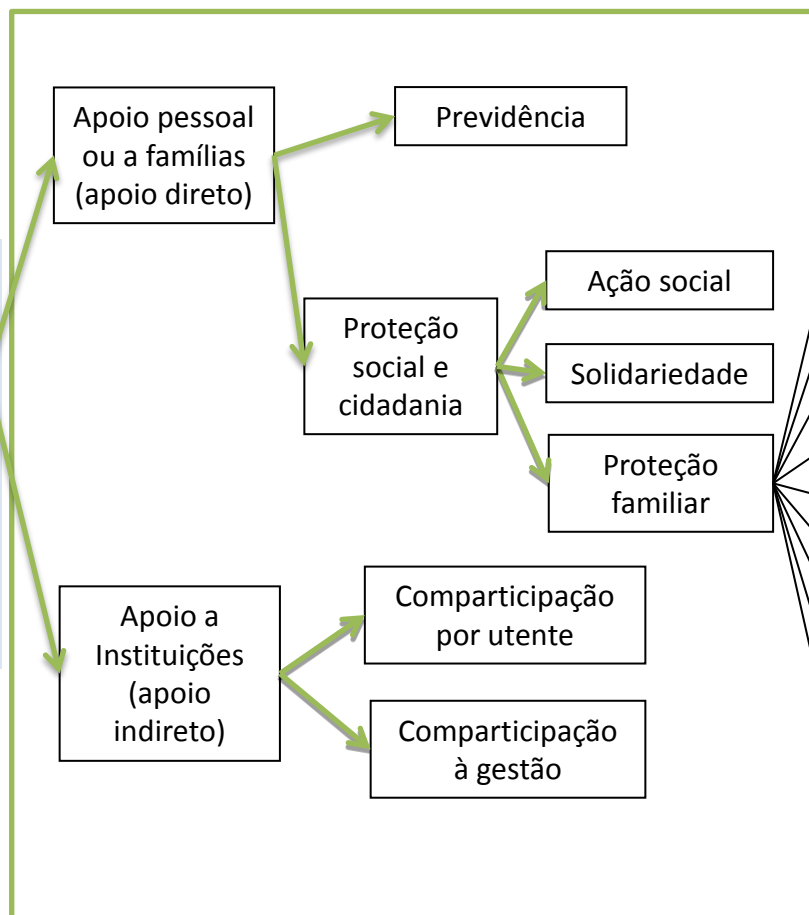 Apoio pessoal
ou a famílias
(apoio direto)
Previdência
Proteção
social e
cidadania
Ação social
Solidariedade
Proteção
familiar
Apoio a
Instituições
(apoio
indireto)
Comparticipação
por utente
Comparticipação
à gestão